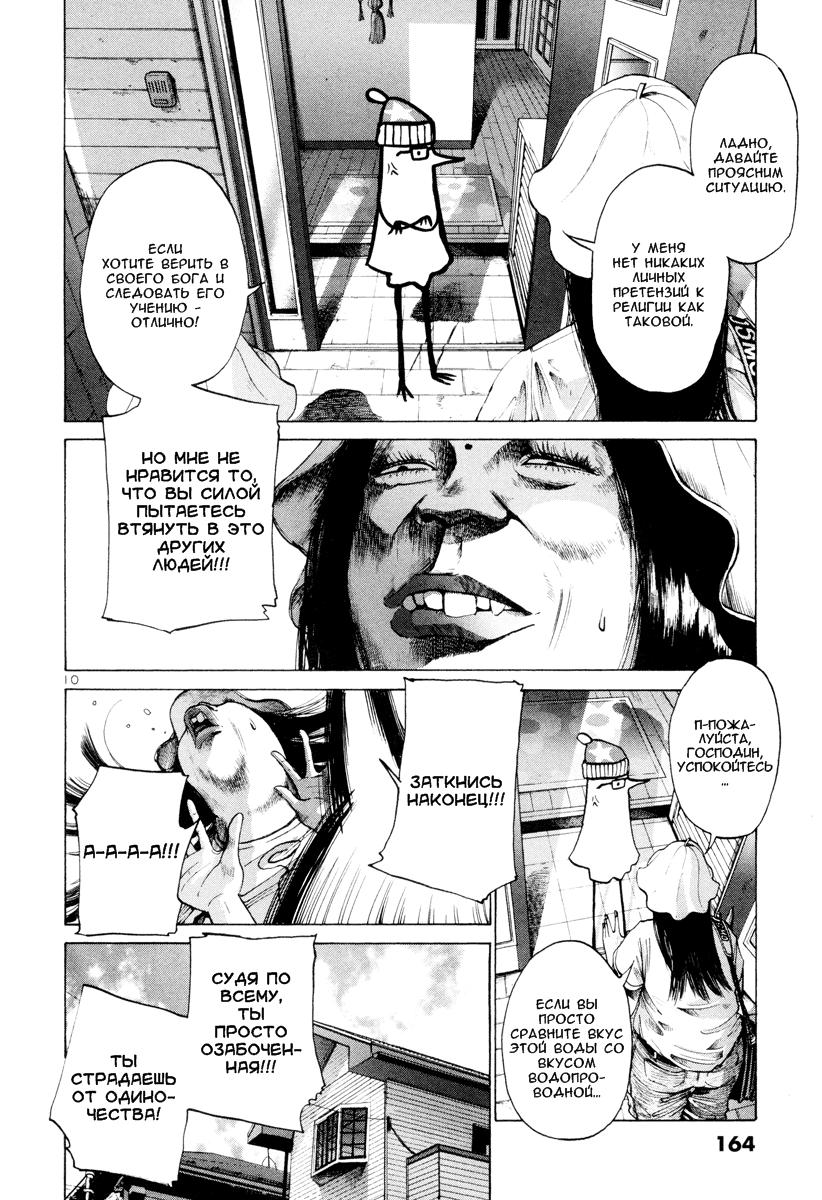 ЛАДНО,
ДАВАЙТЕ
ПРОЯСНИМ
СИТУАЦИЮ.
У МЕНЯ
НЕТ НИКАКИХ
ЛИЧНЫХ
ПРЕТЕНЗИЙ К
РЕЛИГИИ КАК
ТАКОВОЙ.
ЕСЛИ
ХОТИТЕ ВЕРИТЬ В
СВОЕГО БОГА И
СЛЕДОВАТЬ ЕГО
УЧЕНИЮ -
ОТЛИЧНО!
НО МНЕ НЕ
НРАВИТСЯ ТО,
ЧТО ВЫ СИЛОЙ
ПЫТАЕТЕСЬ
ВТЯНУТЬ В ЭТО
ДРУГИХ
ЛЮДЕЙ!!!
10
П-ПОЖА-
ЛУЙСТА,
ГОСПОДИН,
УСПОКОЙТЕСЬ
...
ЕСЛИ ВЫ
ПРОСТО
СРАВНИТЕ ВКУС
ЭТОЙ ВОДЫ СО
ВКУСОМ
ВОДОПРО-
ВОДНОЙ...
ЗАТКНИСЬ
НАКОНЕЦ!!!
А-А-А-А!!!
СУДЯ ПО
ВСЕМУ,
ТЫ
ПРОСТО
ОЗАБОЧЕН-
НАЯ!!!
ТЫ
СТРАДАЕШЬ
ОТ ОДИНО-
ЧЕСТВА!
164